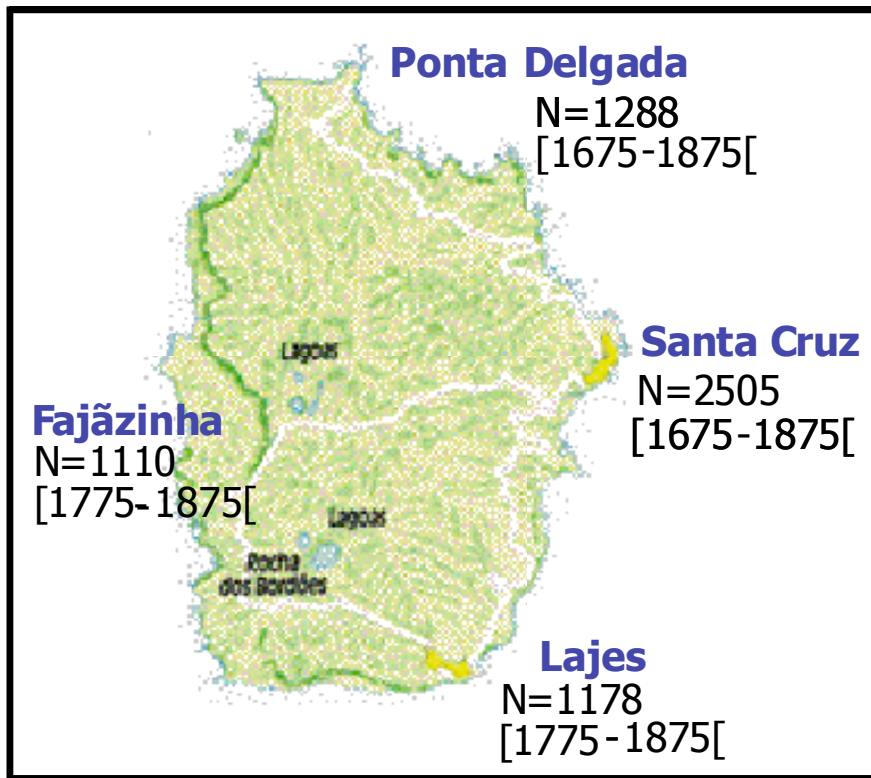 Ponta Delgada
N=1288
[1675-1875[
Lagoas
Santa Cruz
N=2505
[1675-1875[
Fajãzinha
N=1110
[1775-1875[
Lagoas
Rocha
dos Bordões
Lajes
N=1178
[1775-1875[